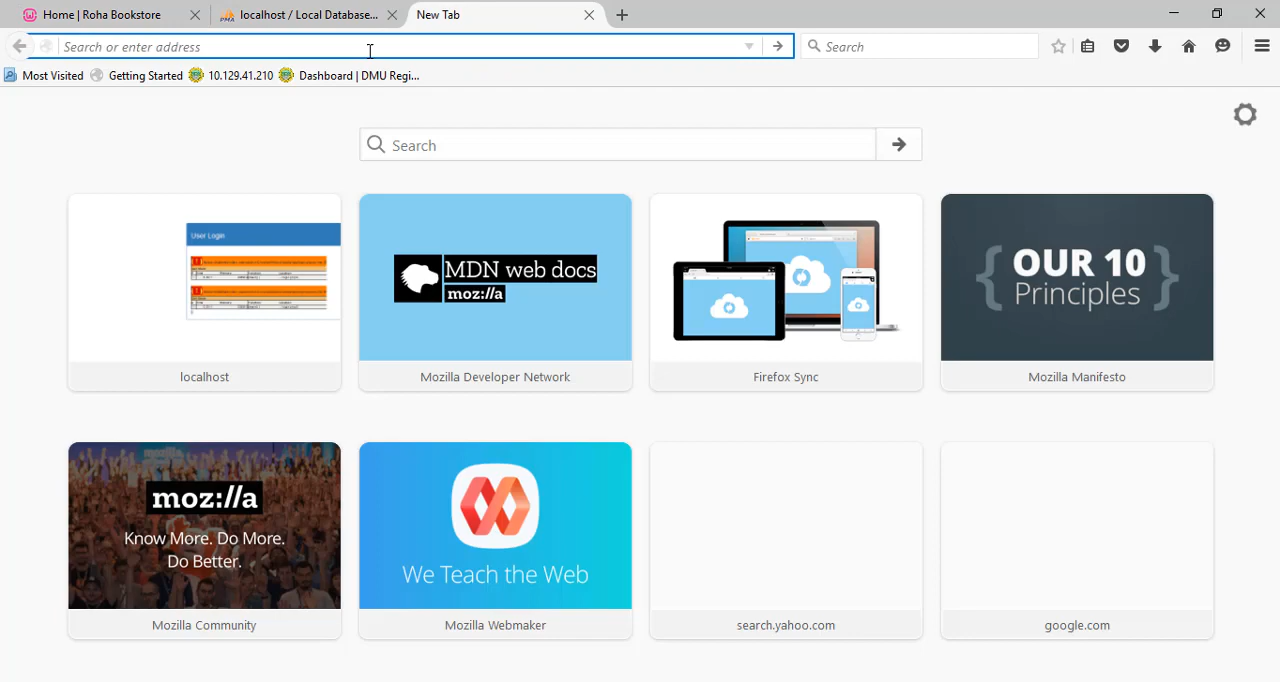 Home | Roha Bookstore
localhost / Local Database...
New Tab
Search or enter address
Search
Most Visited
Getting Started
10.129.41.210
Dashboard | DMU Regi...
Search
User Login
MDN web docs
moz://a
{ OUR 10
Principles }
localhost
Mozilla Developer Network
Firefox Sync
Mozilla Manifesto
moz://a
Know More. Do More.
Do Better.
We Teach the Web
Mozilla Community
Mozilla Webmaker
search.yahoo.com
google.com